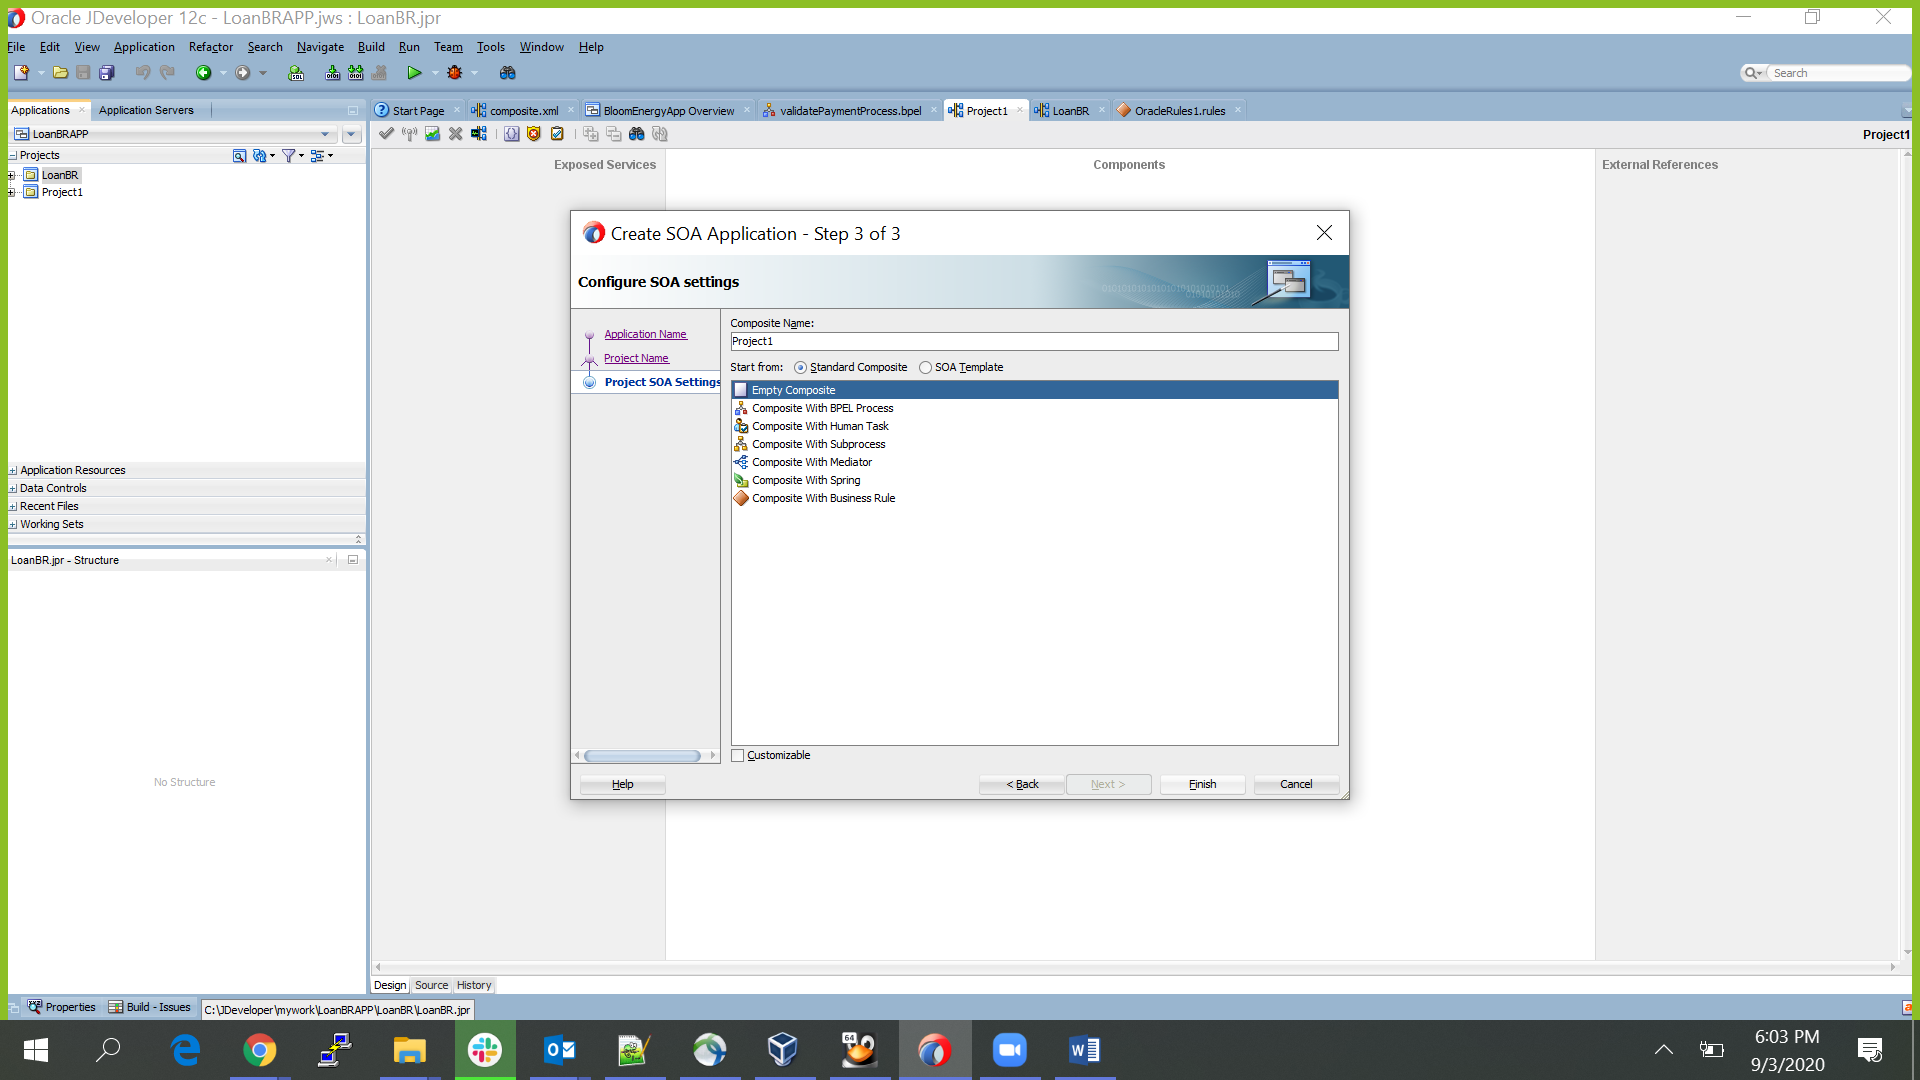 Oracle JDeveloper 12c - LoanBRAPP.jws : LoanBR.jpr
File Edit View Application Refactor Search Navigate Build Run Team Tools Window Help
Search
Applications Application Servers
Start Page composite.xml BloomEnergyApp Overview validatePaymentProcess.bpel Project1 LoanBR OracleRules1.rules
LoanBRAPP
Project1
Projects
LoanBR
Project1
Exposed Services Components External References
Create SOA Application - Step 3 of 3
Configure SOA settings
Application Name
Project Name
Project SOA Settings
Composite Name:
Project1
Start from: Standard Composite SOA Template
Empty Composite
Composite With BPEL Process
Composite With Human Task
Composite With Subprocess
Composite With Mediator
Composite With Spring
Composite With Business Rule
Customizable
Help < Back Next > Finish Cancel
Application Resources
Data Controls
Recent Files
Working Sets
LoanBR.jpr - Structure
No Structure
Design Source History
Properties Build - Issues C:\JDeveloper\mywork\LoanBRAPP\LoanBR\LoanBR.jpr
6:03 PM
9/3/2020